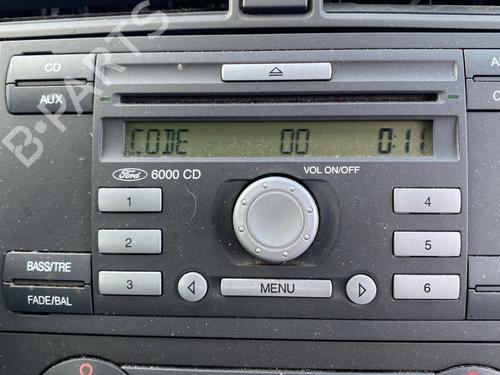 CD
AUX
CODE 00 0:11
Ford 6000 CD
VOL ON/OFF
1
2
3
4
5
6
BASS/TRE
FADE/BAL
MENU
B-PARTS